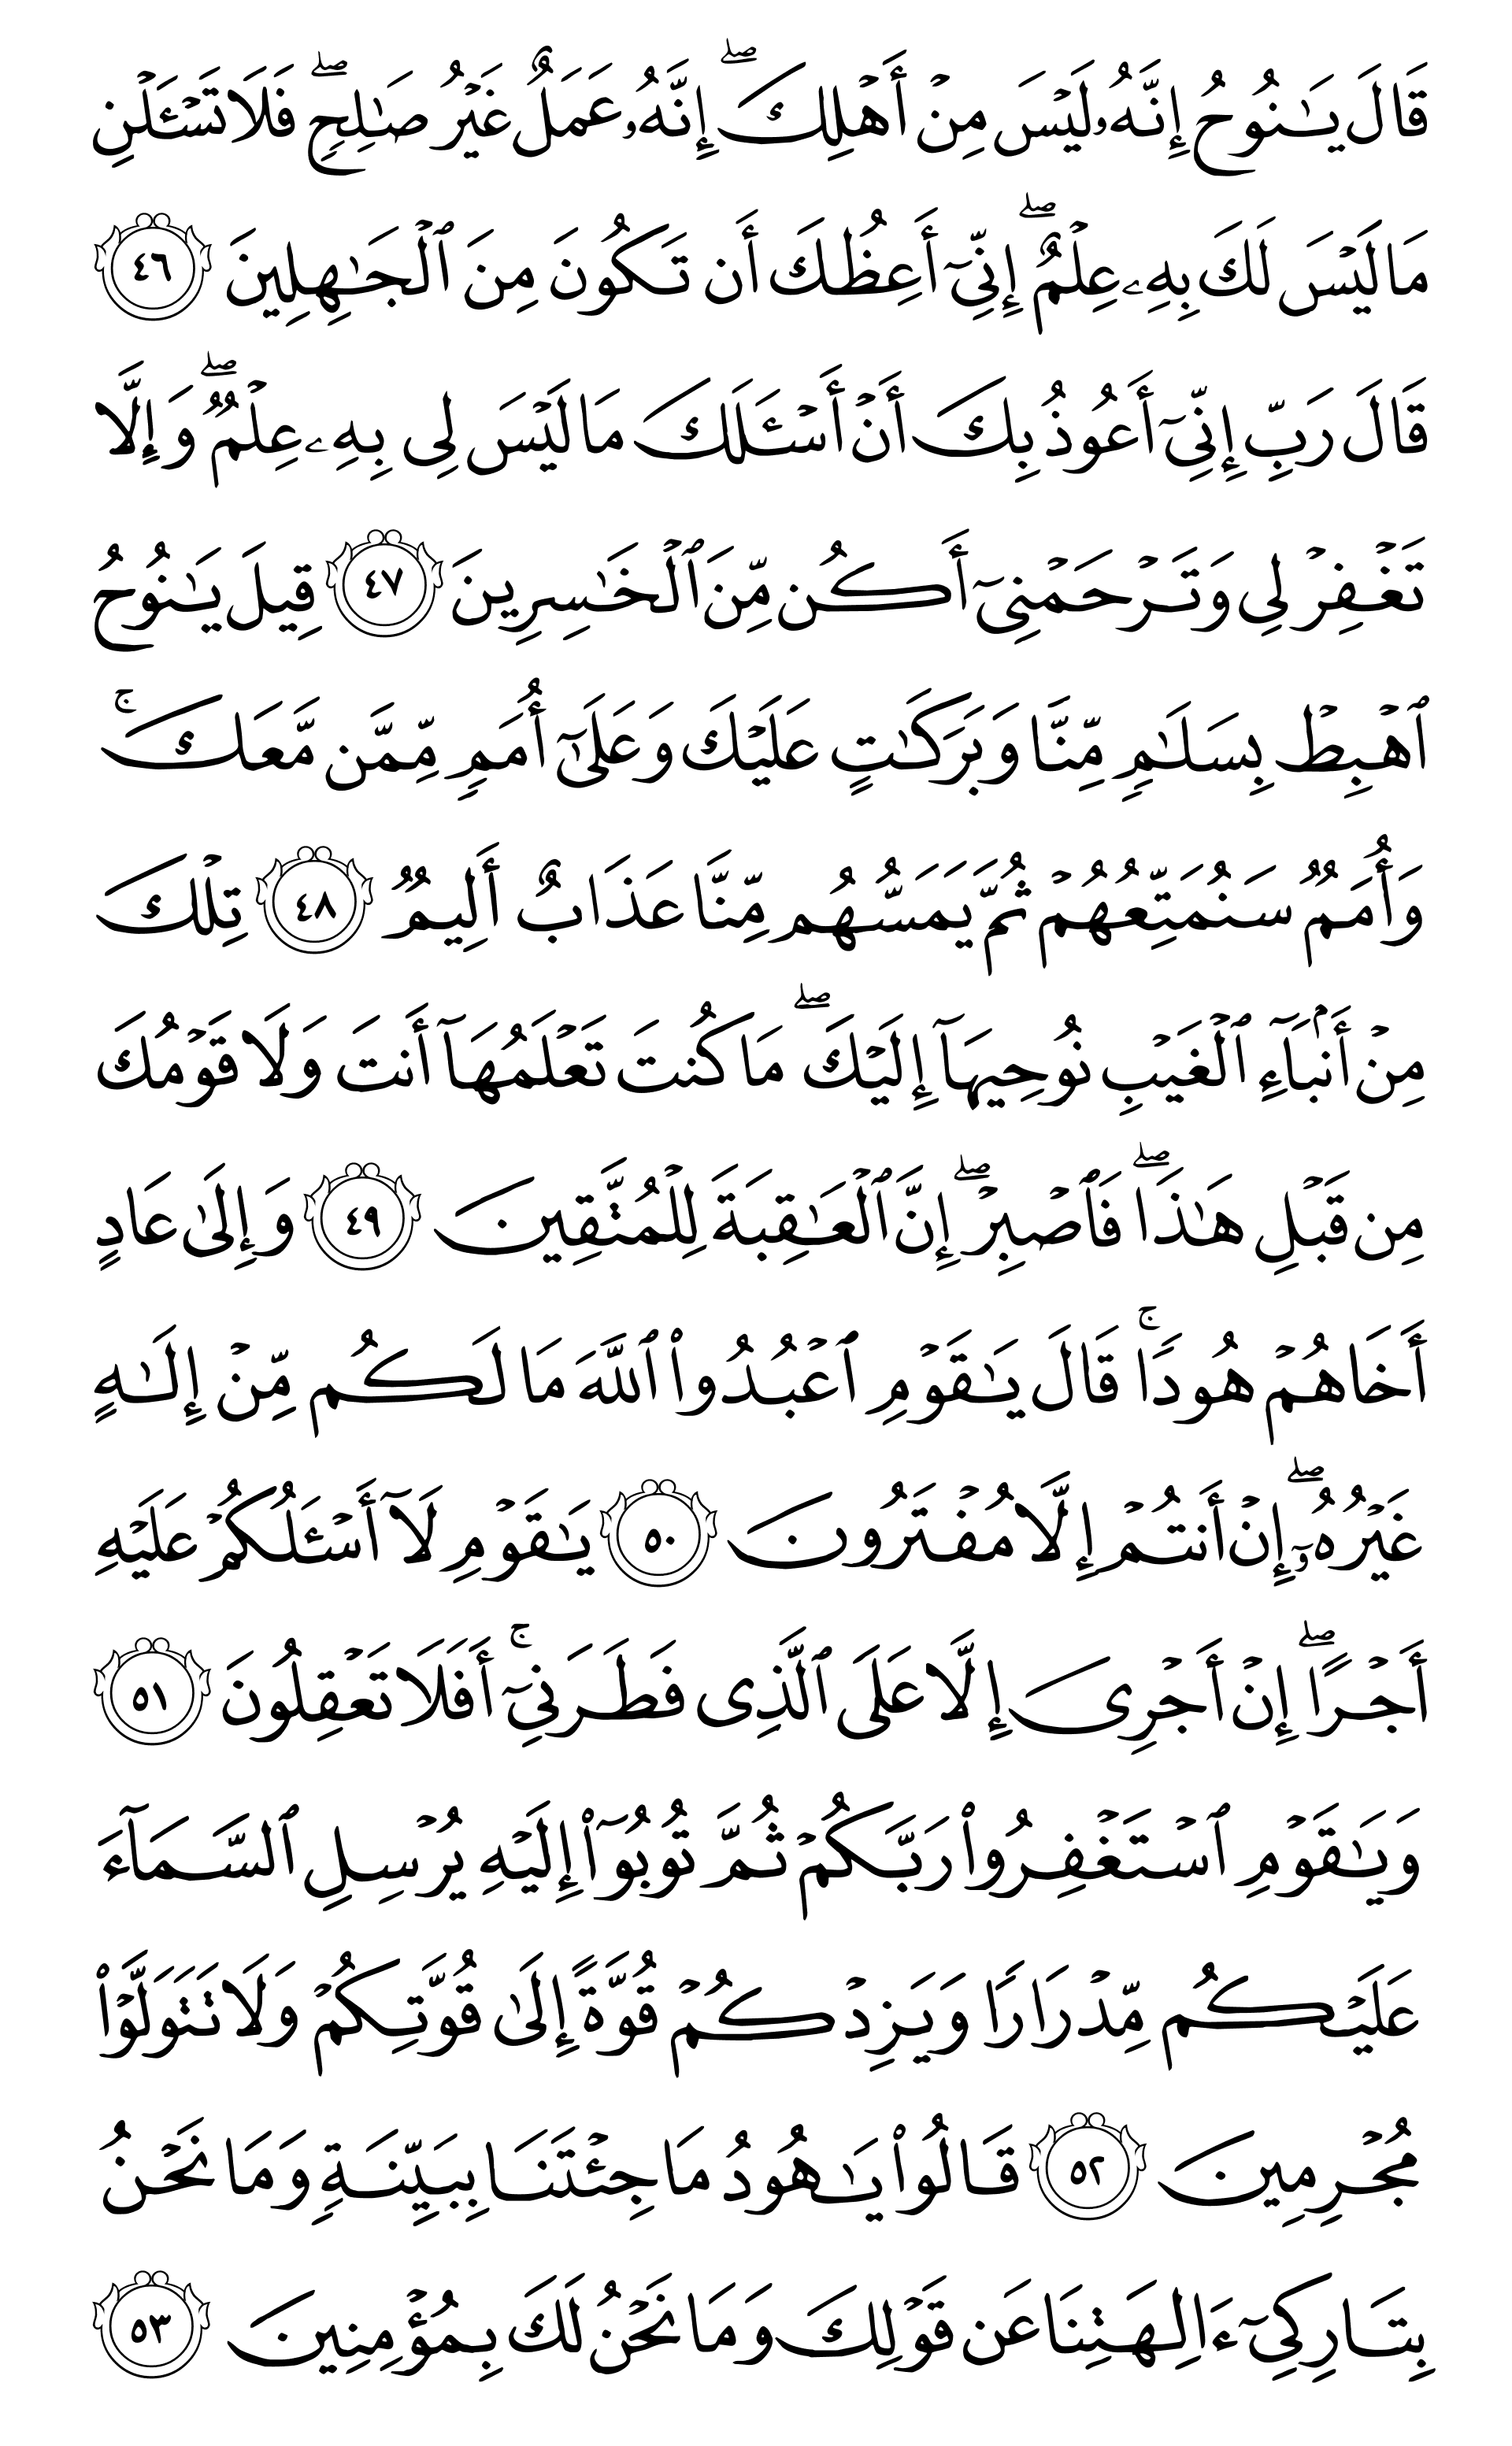 قَالَ يَـٰنُوحُ إِنَّهُۥ لَيْسَ مِنْ أَهْلِكَ ۖ إِنَّهُۥ عَمَلٌ غَيْرُ صَـٰلِحٍ ۖ فَلَا تَسْـَٔلْنِ
مَا لَيْسَ لَكَ بِهِۦ عِلْمٌ ۖ إِنِّىٓ أَعِظُكَ أَن تَكُونَ مِنَ ٱلْجَـٰهِلِينَ ٤٦
قَالَ رَبِّ إِنِّىٓ أَعُوذُ بِكَ أَنْ أَسْـَٔلَكَ مَا لَيْسَ لِى بِهِۦ عِلْمٌ ۖ وَإِلَّا
تَغْفِرْ لِى وَتَرْحَمْنِىٓ أَكُن مِّنَ ٱلْخَـٰسِرِينَ ٤٧ قِيلَ يَـٰنُوحُ
ٱهْبِطْ بِسَلَـٰمٍ مِّنَّا وَبَرَكَـٰتٍ عَلَيْكَ وَعَلَىٰٓ أُمَمٍ مِّمَّن مَّعَكَ ۚ
وَأُمَمٌ سَنُمَتِّعُهُمْ ثُمَّ يَمَسُّهُم مِّنَّا عَذَابٌ أَلِيمٌ ٤٨ تِلْكَ
مِنْ أَنۢبَآءِ ٱلْغَيْبِ نُوحِيهَآ إِلَيْكَ ۖ مَا كُنتَ تَعْلَمُهَآ أَنتَ وَلَا قَوْمُكَ
مِن قَبْلِ هَـٰذَا ۖ فَٱصْبِرْ ۖ إِنَّ ٱلْعَـٰقِبَةَ لِلْمُتَّقِينَ ٤٩ وَإِلَىٰ عَادٍ
أَخَاهُمْ هُودًا ۚ قَالَ يَـٰقَوْمِ ٱعْبُدُوا۟ ٱللَّهَ مَا لَكُم مِّنْ إِلَـٰهٍ
غَيْرُهُۥٓ ۖ إِنْ أَنتُمْ إِلَّا مُفْتَرُونَ ٥٠ يَـٰقَوْمِ لَآ أَسْـَٔلُكُمْ عَلَيْهِ
أَجْرًا ۖ إِنْ أَجْرِىَ إِلَّا عَلَى ٱلَّذِى فَطَرَنِىٓ ۚ أَفَلَا تَعْقِلُونَ ٥١
وَيَـٰقَوْمِ ٱسْتَغْفِرُوا۟ رَبَّكُمْ ثُمَّ تُوبُوٓا۟ إِلَيْهِ يُرْسِلِ ٱلسَّمَآءَ
عَلَيْكُم مِّدْرَارًا وَيَزِدْكُمْ قُوَّةً إِلَىٰ قُوَّتِكُمْ وَلَا تَتَوَلَّوْا۟
مُجْرِمِينَ ٥٢ قَالُوا۟ يَـٰهُودُ مَا جِئْتَنَا بِبَيِّنَةٍ وَمَا نَحْنُ
بِتَارِكِىٓ ءَالِهَتِنَا عَن قَوْلِكَ وَمَا نَحْنُ لَكَ بِمُؤْمِنِينَ ٥٣